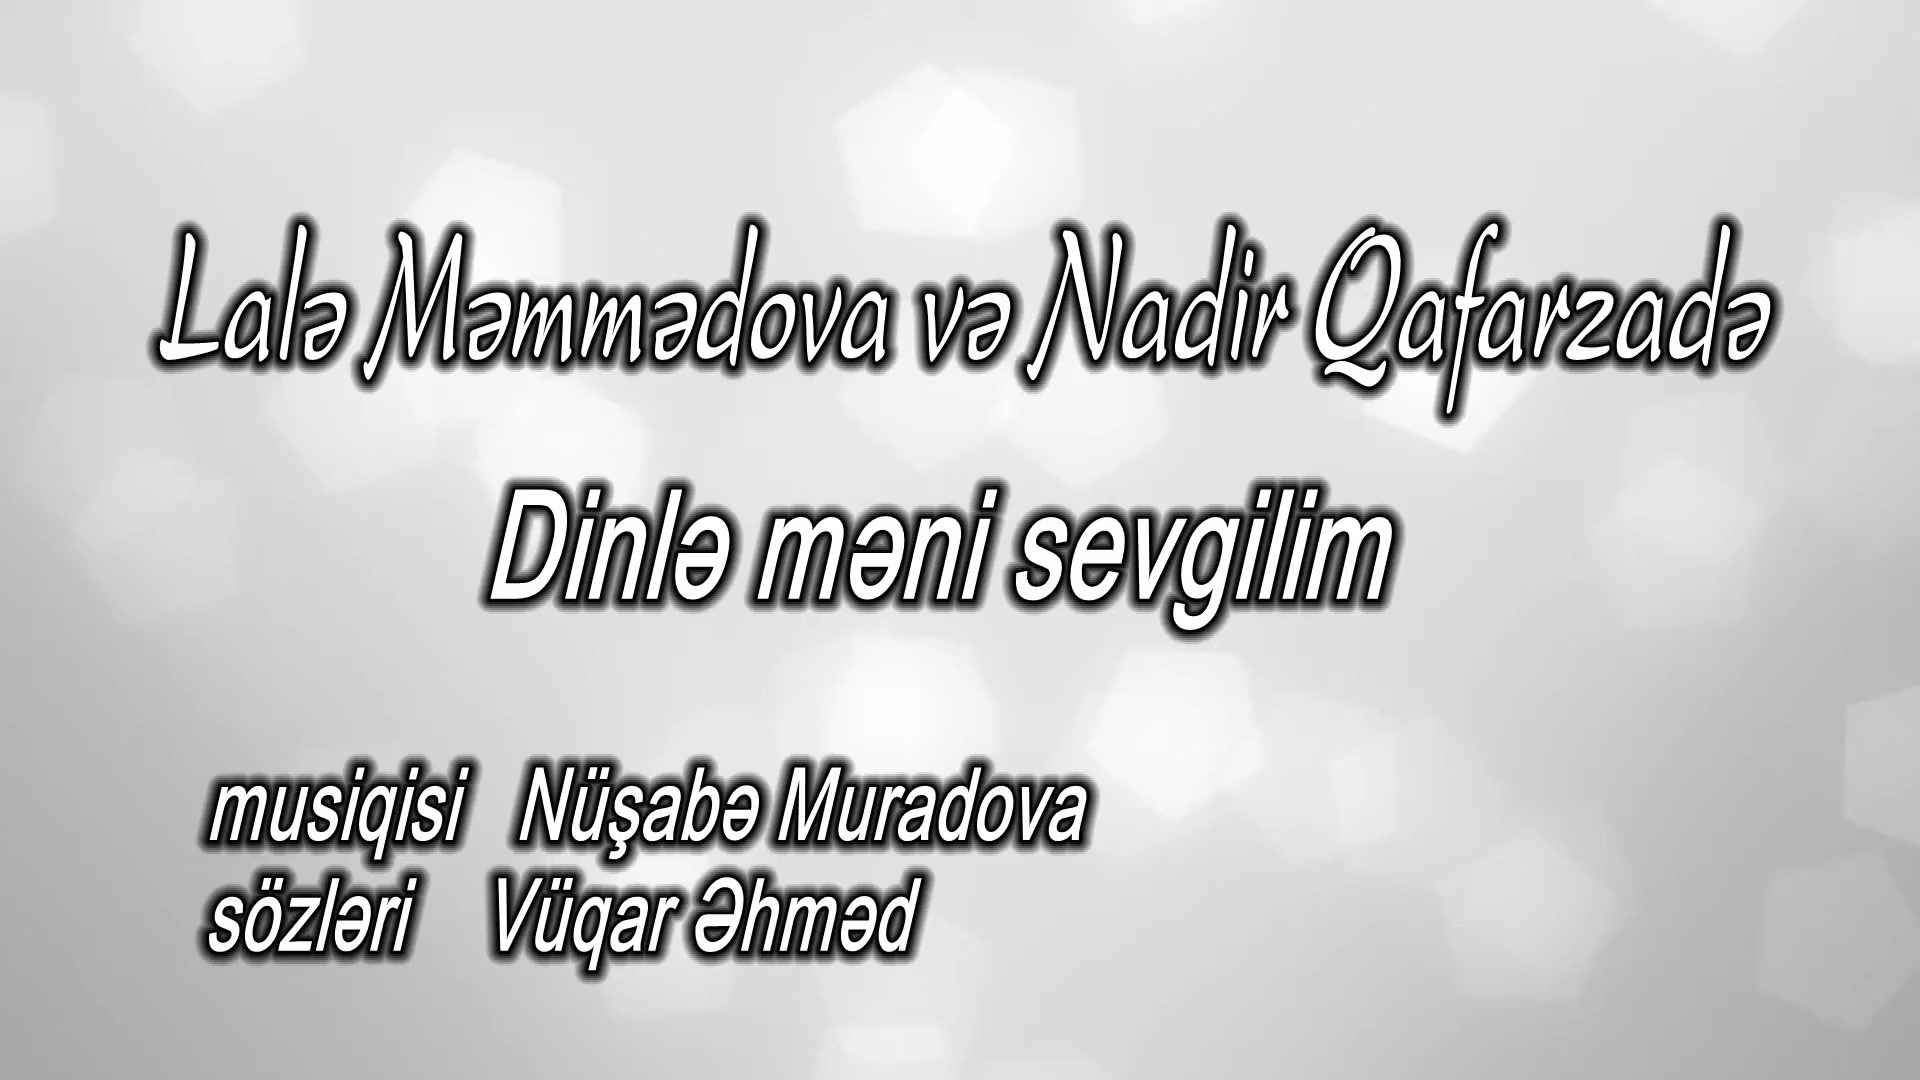 Lalə Məmmədova və Nadir Qafarzadə
Dinlə məni sevgilim
musiqisi Nüşabə Muradova
sözləri Vüqar Əhməd